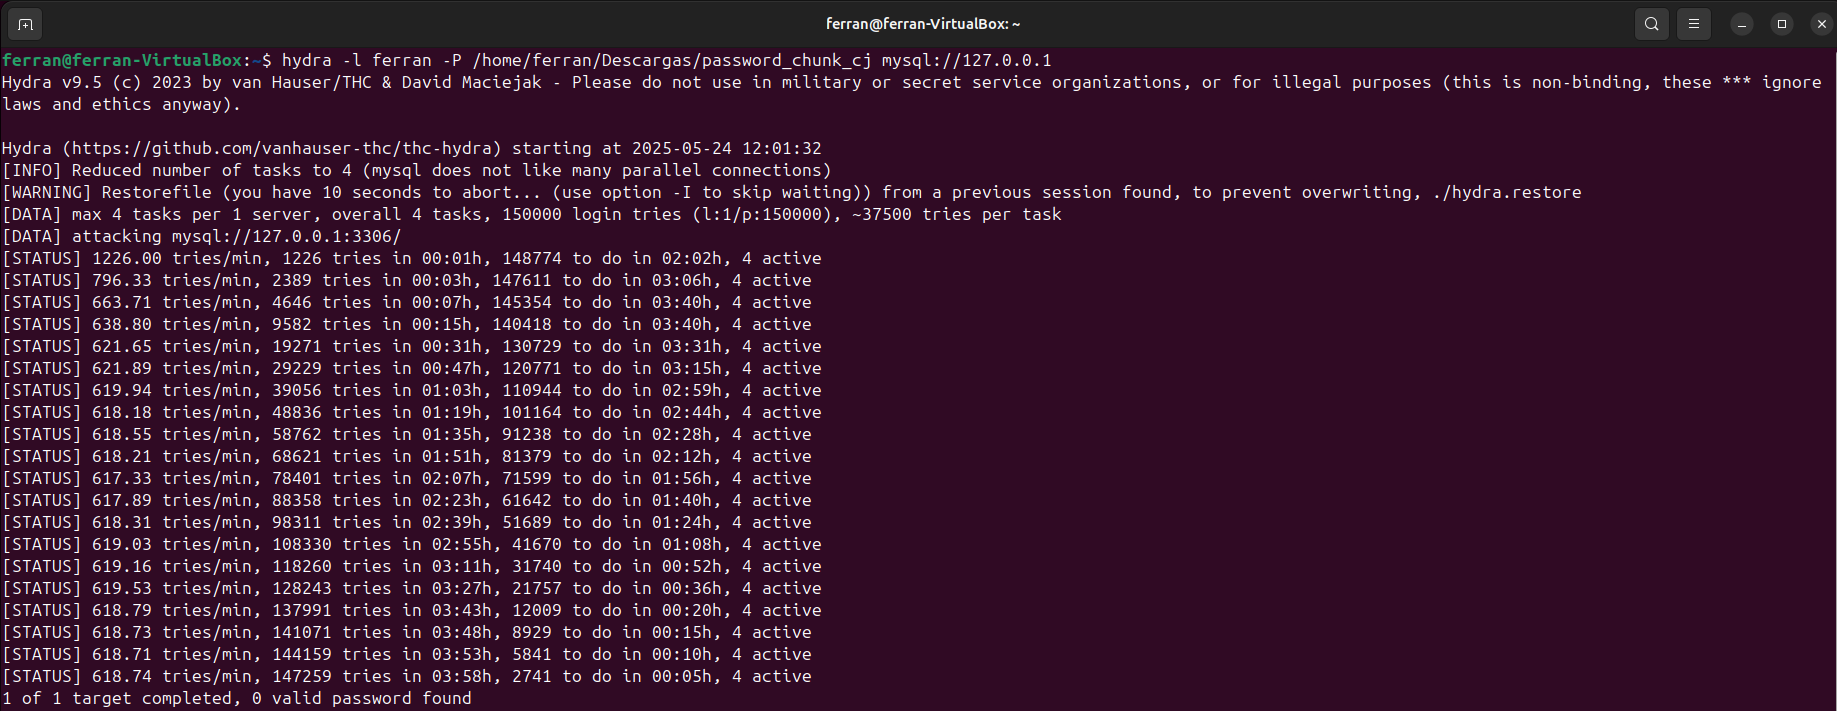 ferran@ferran-VirtualBox: ~
ferran@ferran-VirtualBox:~$ hydra -l ferran -P /home/ferran/Descargas/password_chunk_cj mysql://127.0.0.1
Hydra v9.5 (c) 2023 by van Hauser/THC & David Maciejak - Please do not use in military or secret service organizations, or for illegal purposes (this is non-binding, these *** ignore
laws and ethics anyway).
Hydra (https://github.com/vanhauser-thc/thc-hydra) starting at 2025-05-24 12:01:32
[INFO] Reduced number of tasks to 4 (mysql does not like many parallel connections)
[WARNING] Restorefile (you have 10 seconds to abort... (use option -I to skip waiting)) from a previous session found, to prevent overwriting, ./hydra.restore
[DATA] max 4 tasks per 1 server, overall 4 tasks, 150000 login tries (l:1/p:150000), ~37500 tries per task
[DATA] attacking mysql://127.0.0.1:3306/
[STATUS] 1226.00 tries/min, 1226 tries in 00:01h, 148774 to do in 02:02h, 4 active
[STATUS] 796.33 tries/min, 2389 tries in 00:03h, 147611 to do in 03:06h, 4 active
[STATUS] 663.71 tries/min, 4646 tries in 00:07h, 145354 to do in 03:40h, 4 active
[STATUS] 638.80 tries/min, 9582 tries in 00:15h, 140418 to do in 03:40h, 4 active
[STATUS] 621.65 tries/min, 19271 tries in 00:31h, 130729 to do in 03:31h, 4 active
[STATUS] 621.89 tries/min, 29229 tries in 00:47h, 120771 to do in 03:15h, 4 active
[STATUS] 619.94 tries/min, 39056 tries in 01:03h, 110944 to do in 02:59h, 4 active
[STATUS] 618.18 tries/min, 48836 tries in 01:19h, 101164 to do in 02:44h, 4 active
[STATUS] 618.55 tries/min, 58762 tries in 01:35h, 91238 to do in 02:28h, 4 active
[STATUS] 618.21 tries/min, 68621 tries in 01:51h, 81379 to do in 02:12h, 4 active
[STATUS] 617.33 tries/min, 78401 tries in 02:07h, 71599 to do in 01:56h, 4 active
[STATUS] 617.89 tries/min, 88358 tries in 02:23h, 61642 to do in 01:40h, 4 active
[STATUS] 618.31 tries/min, 98311 tries in 02:39h, 51689 to do in 01:24h, 4 active
[STATUS] 619.03 tries/min, 108330 tries in 02:55h, 41670 to do in 01:08h, 4 active
[STATUS] 619.16 tries/min, 118260 tries in 03:11h, 31740 to do in 00:52h, 4 active
[STATUS] 619.53 tries/min, 128243 tries in 03:27h, 21757 to do in 00:36h, 4 active
[STATUS] 618.79 tries/min, 137991 tries in 03:43h, 12009 to do in 00:20h, 4 active
[STATUS] 618.73 tries/min, 141071 tries in 03:48h, 8929 to do in 00:15h, 4 active
[STATUS] 618.71 tries/min, 144159 tries in 03:53h, 5841 to do in 00:10h, 4 active
[STATUS] 618.74 tries/min, 147259 tries in 03:58h, 2741 to do in 00:05h, 4 active
1 of 1 target completed, 0 valid password found